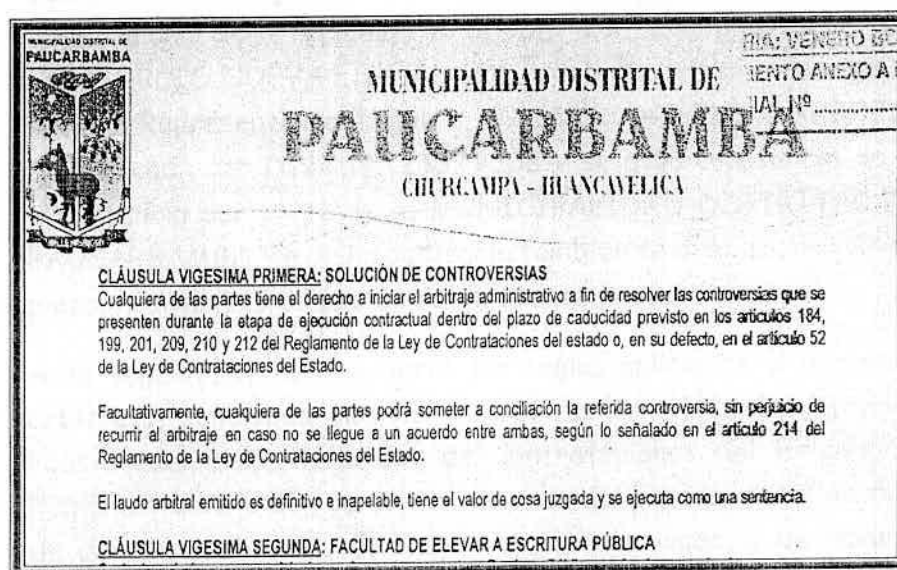 MUNICIPALIDAD DISTRITAL DE
PAUCARBAMBA
MUNICIPALIDAD DISTRITAL DE
PAUCARBAMBA
CHURCAMPA - HUANCAVELICA
RIA: VENERO
IENTO ANEXO A
IAL Nº
CLÁUSULA VIGESIMA PRIMERA: SOLUCIÓN DE CONTROVERSIAS
Cualquiera de las partes tiene el derecho a iniciar el arbitraje administrativo a fin de resolver las controversias que se
presenten durante la etapa de ejecución contractual dentro del plazo de caducidad previsto en los artículos 184,
199, 201, 209, 210 y 212 del Reglamento de la Ley de Contrataciones del estado o, en su defecto, en el artículo 52
de la Ley de Contrataciones del Estado.
Facultativamente, cualquiera de las partes podrá someter a conciliación la referida controversia, sin perjuicio de
recurrir al arbitraje en caso no se llegue a un acuerdo entre ambas, según lo señalado en el artículo 214 del
Reglamento de la Ley de Contrataciones del Estado.
El laudo arbitral emitido es definitivo e inapelable, tiene el valor de cosa juzgada y se ejecuta como una sentencia.
CLÁUSULA VIGESIMA SEGUNDA: FACULTAD DE ELEVAR A ESCRITURA PÚBLICA